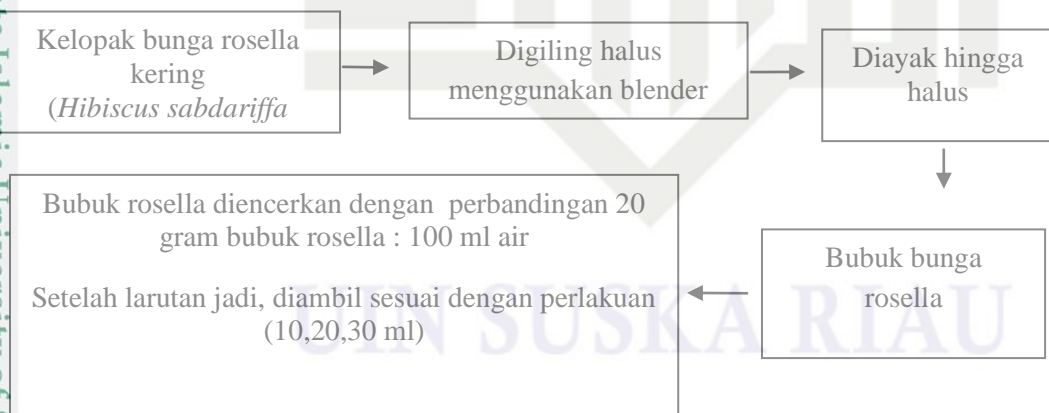 Kelopak bunga rosella
kering
(Hibiscus sabdariffa
Digiling halus
menggunakan blender
Diayak hingga
halus
Bubuk bunga
rosella
Bubuk rosella diencerkan dengan perbandingan 20
gram bubuk rosella : 100 ml air
Setelah larutan jadi, diambil sesuai dengan perlakuan
(10,20,30 ml)
UIN SUSKA RIAU